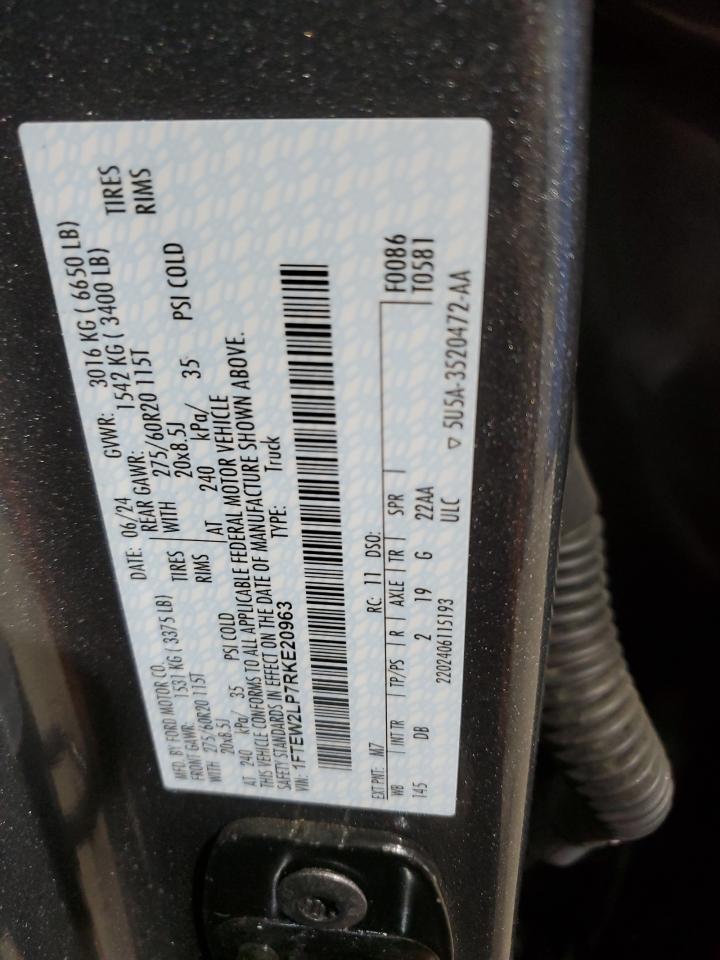 MFD. BY FORD MOTOR CO.
DATE: 06/24 GVWR: 3016 KG ( 6650 LB)
FRONT GAWR: 1531 KG ( 3375 LB) REAR GAWR: 1542 KG ( 3400 LB)
WITH 275/60R20 115T TIRES WITH 275/60R20 115T TIRES
20x8.5J RIMS 20x8.5J RIMS
AT 240 kPa/ 35 PSI COLD AT 240 kPa/ 35 PSI COLD
THIS VEHICLE CONFORMS TO ALL APPLICABLE FEDERAL MOTOR VEHICLE
SAFETY STANDARDS IN EFFECT ON THE DATE OF MANUFACTURE SHOWN ABOVE.
VIN: 1FTEW2LP7RKE20963 TYPE: Truck
F0086
EXT PNT: M7 RC: 11 DSO: T0581
WB INT TR TP/PS R AXLE TR SPR
145 DB 2 19 G 22AA
2202406115193 ULC ▽ 5U5A-3520472-AA